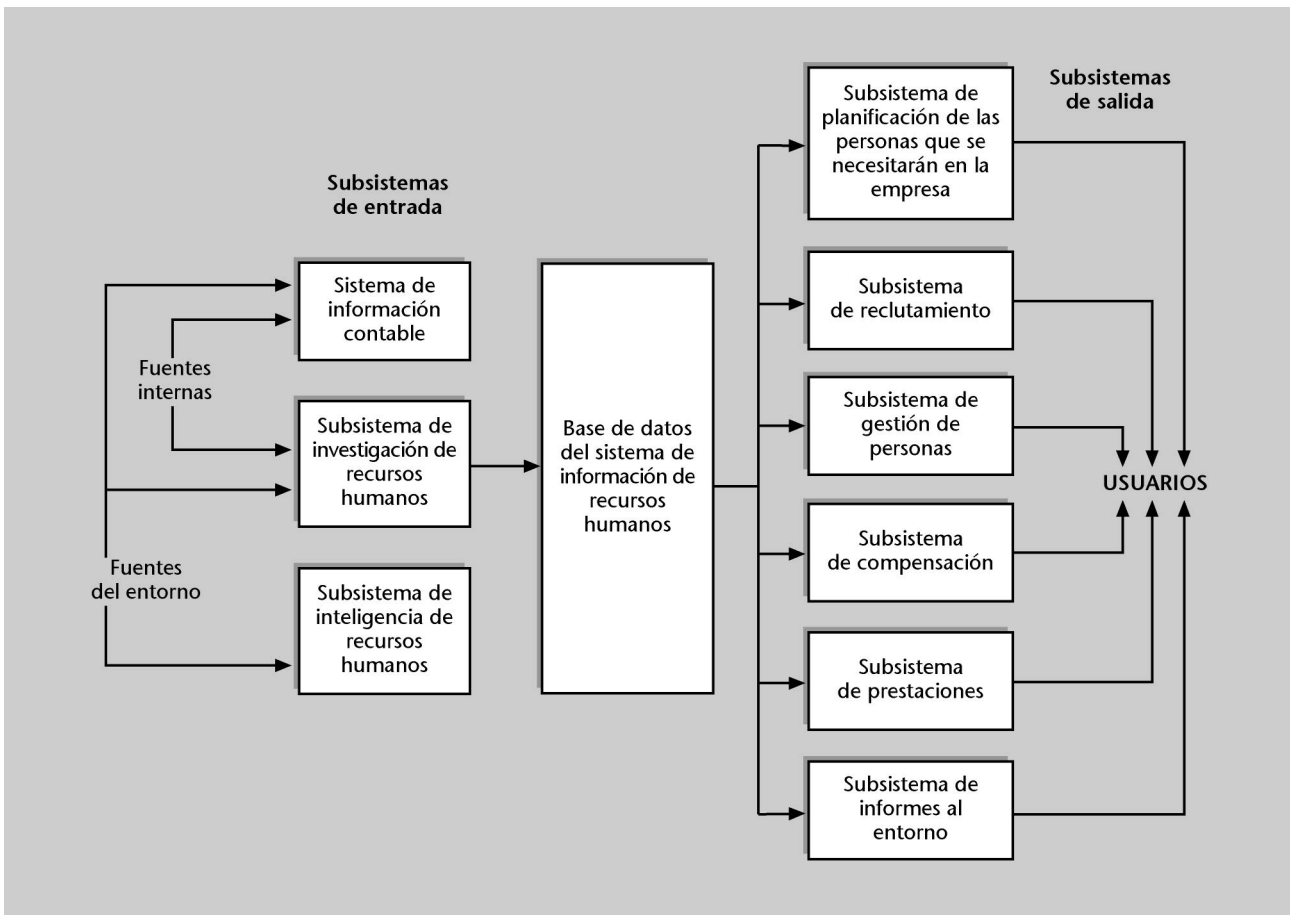 Subsistemas
de entrada
Sistema de
información
contable
Fuentes
internas
Subsistema de
investigación de
recursos
humanos
Fuentes
del entorno
Subsistema de
inteligencia de
recursos
humanos
Base de datos
del sistema de
información de
recursos
humanos
Subsistemas
de salida
Subsistema de
planificación de las
personas que se
necesitarán en la
empresa
Subsistema
de reclutamiento
Subsistema de
gestión de
personas
Subsistema
de compensación
Subsistema
de prestaciones
Subsistema de
informes al
entorno
USUARIOS